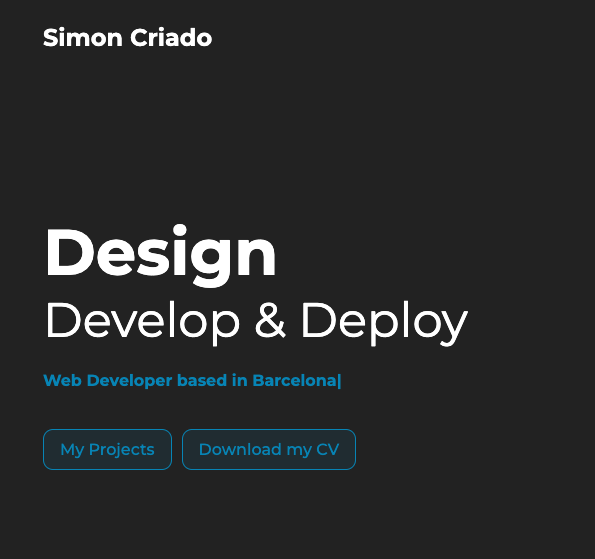 Simon Criado
Design
Develop & Deploy
Web Developer based in Barcelona|
My Projects
Download my CV